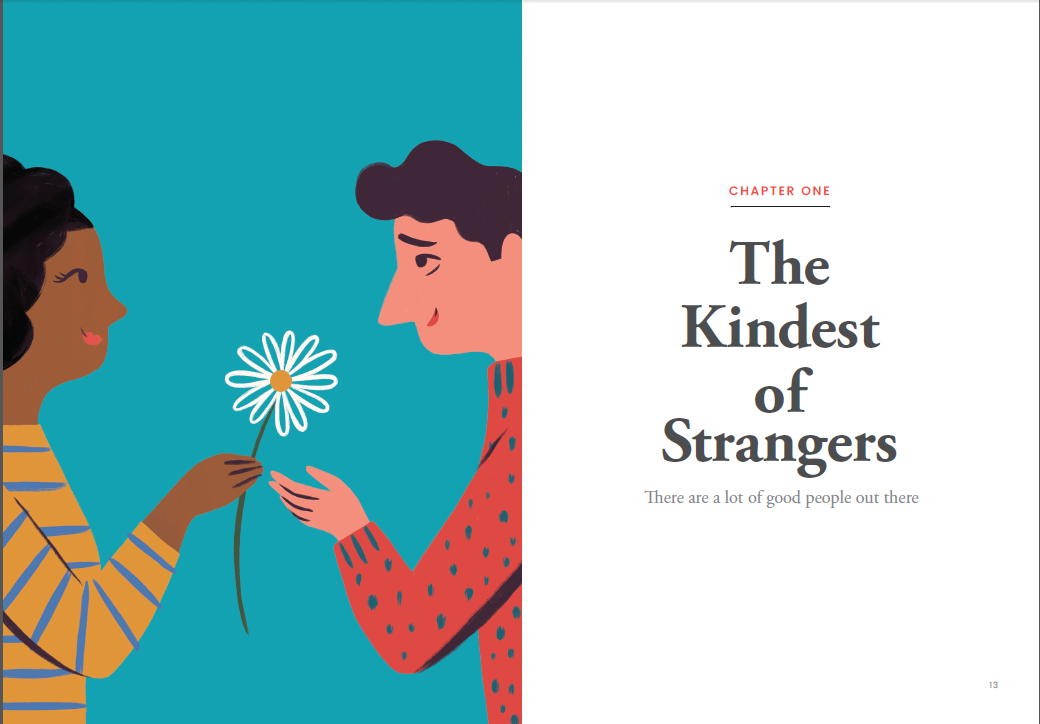 CHAPTER ONE
The
Kindest
of
Strangers
There are a lot of good people out there
13